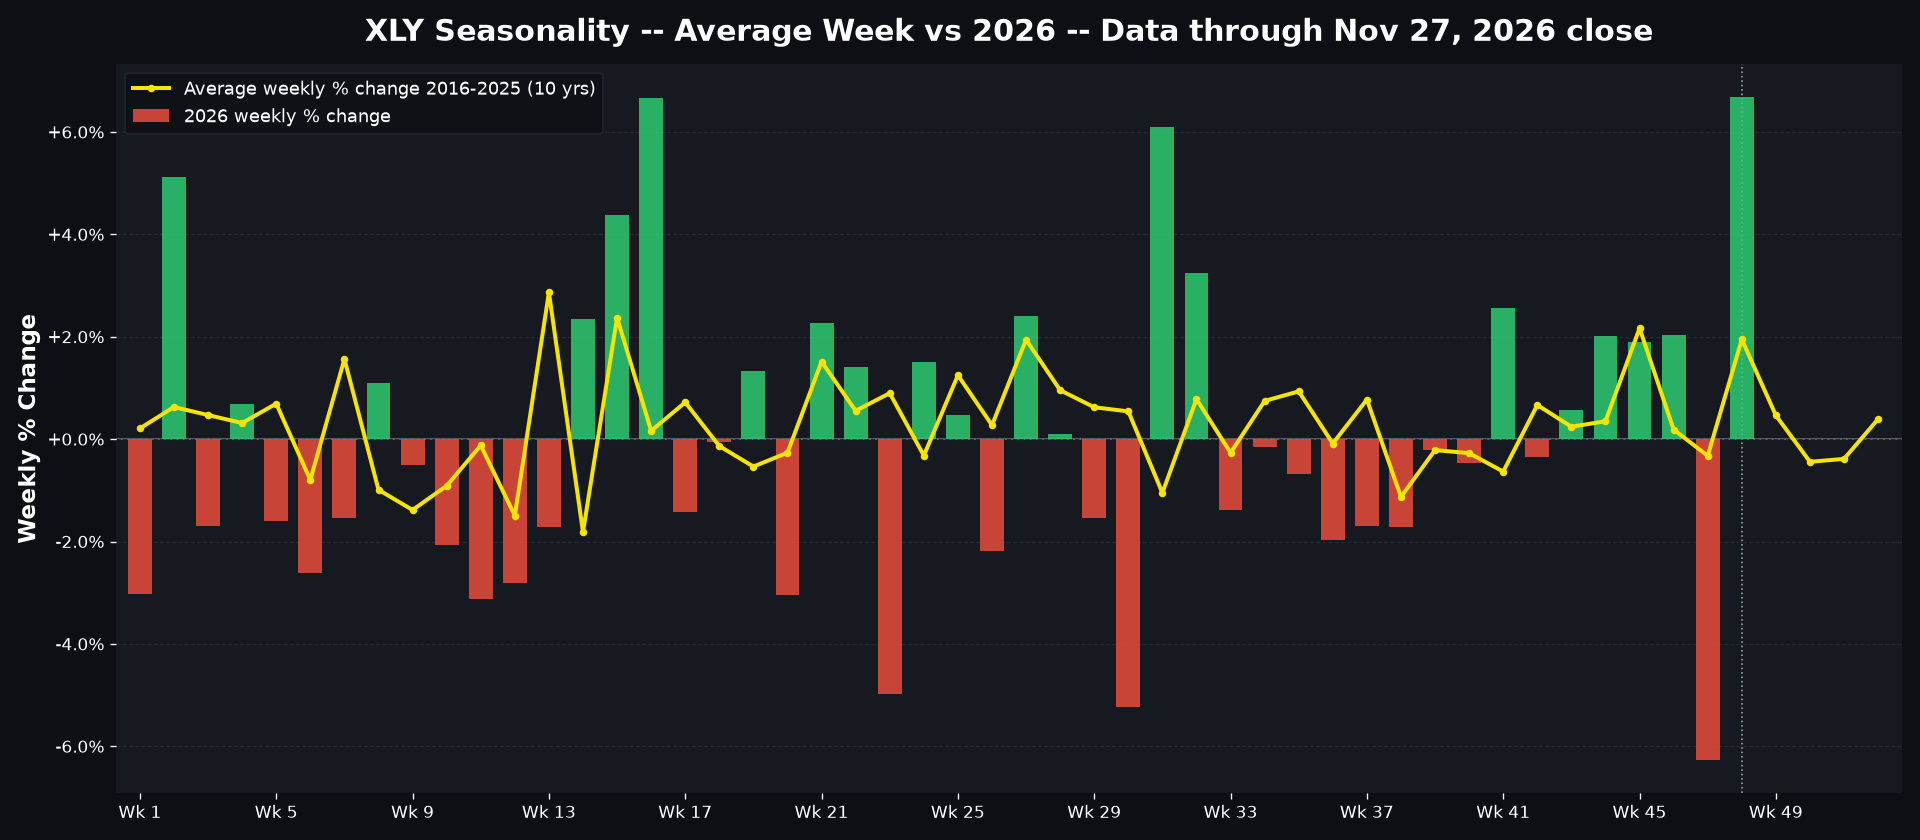 XLY Seasonality -- Average Week vs 2026 -- Data through Nov 27, 2026 close
Average weekly % change 2016-2025 (10 yrs)
2026 weekly % change
Weekly % Change
+6.0%
+4.0%
+2.0%
+0.0%
-2.0%
-4.0%
-6.0%
Wk 1 Wk 5 Wk 9 Wk 13 Wk 17 Wk 21 Wk 25 Wk 29 Wk 33 Wk 37 Wk 41 Wk 45 Wk 49